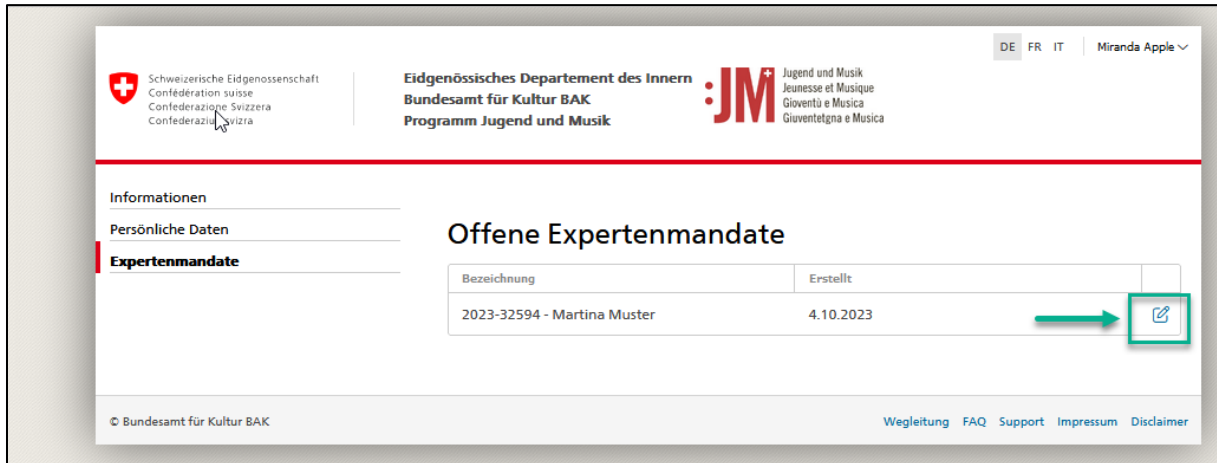 DE FR IT Miranda Apple
Schweizerische Eidgenossenschaft
Confédération suisse
Confederazione Svizzera
Confederaziun svizra
Eidgenössisches Departement des Innern
Bundesamt für Kultur BAK
Programm Jugend und Musik
:JM
Jugend und Musik
Jeunesse et Musique
Gioventù e Musica
Giuventetgna e Musica
Informationen
Persönliche Daten
Expertenmandate
Offene Expertenmandate
Bezeichnung Erstellt
2023-32594 - Martina Muster 4.10.2023
© Bundesamt für Kultur BAK Wegleitung FAQ Support Impressum Disclaimer